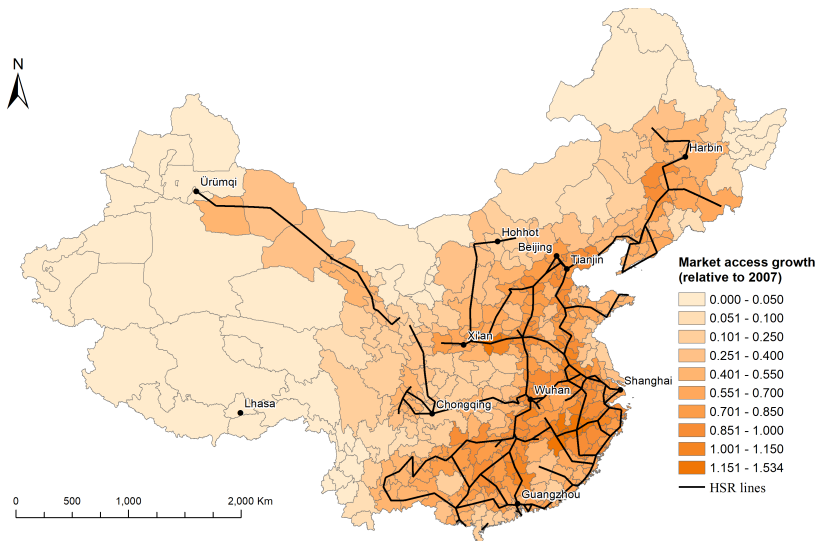 N
Harbin
Ürümqi
Hohhot
Beijing
Tianjin
Market access growth
(relative to 2007)
0.000 - 0.050
0.051 - 0.100
0.101 - 0.250
0.251 - 0.400
0.401 - 0.550
0.551 - 0.700
0.701 - 0.850
0.851 - 1.000
1.001 - 1.150
1.151 - 1.534
HSR lines
Xi'an
Shanghai
Wuhan
Chongqing
Lhasa
Guangzhou
0 500 1,000 2,000 Km